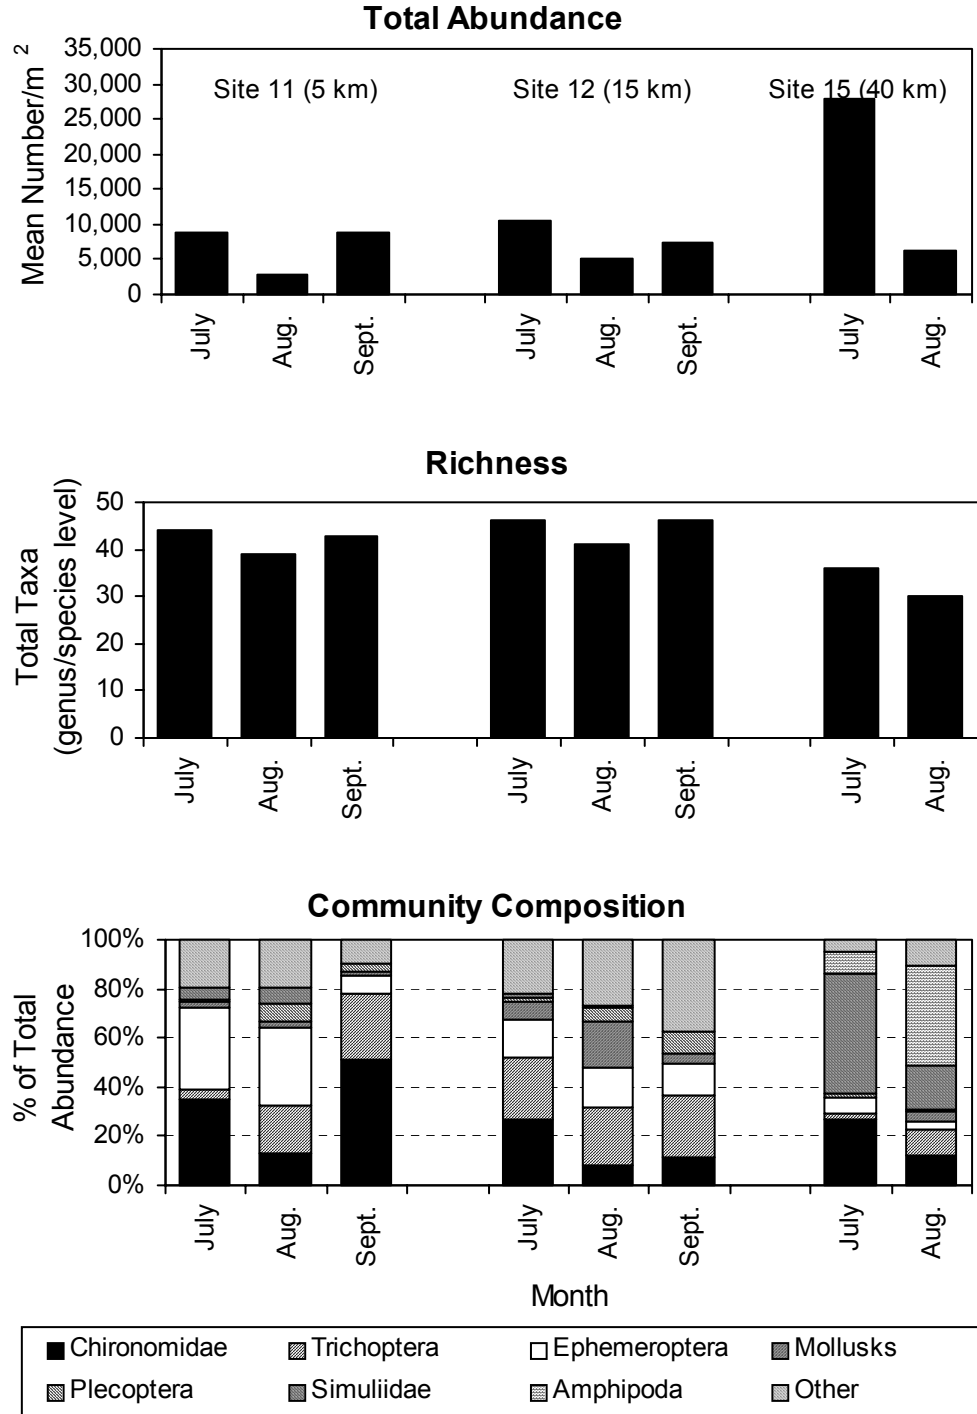 Total Abundance
Mean Number/m 2
35,000
30,000
25,000
20,000
15,000
10,000
5,000
0
Site 11 (5 km) Site 12 (15 km) Site 15 (40 km)
July Aug. Sept. July Aug. Sept. July Aug.
Richness
Total Taxa
(genus/species level)
50
40
30
20
10
0
July Aug. Sept. July Aug. Sept. July Aug.
Community Composition
% of Total
Abundance
100%
80%
60%
40%
20%
0%
July Aug. Sept. July Aug. Sept. July Aug.
Month
Chironomidae Trichoptera Ephemeroptera Mollusks
Plecoptera Simuliidae Amphipoda Other